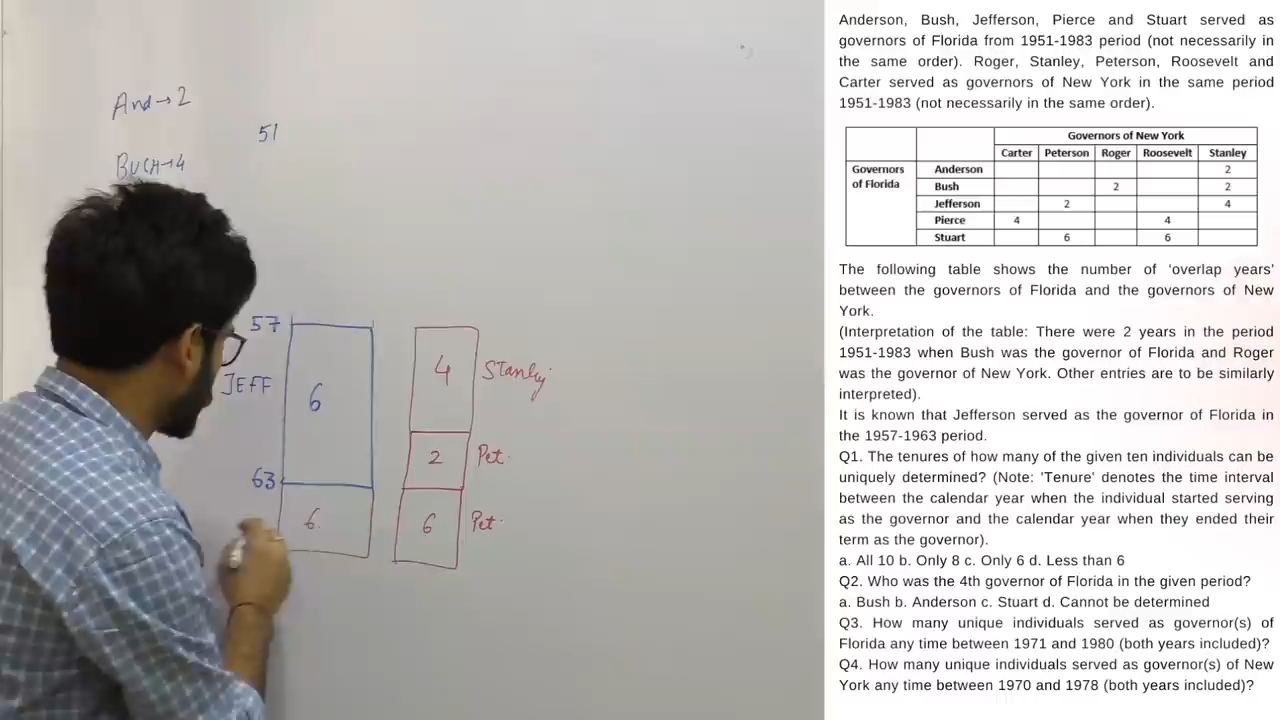 And→2
BUCH→4
51
57
JEFF
6
63
6.
4
Stanley
2
Pet.
6
Pet.
Anderson, Bush, Jefferson, Pierce and Stuart served as
governors of Florida from 1951-1983 period (not necessarily in
the same order). Roger, Stanley, Peterson, Roosevelt and
Carter served as governors of New York in the same period
1951-1983 (not necessarily in the same order).
Governors of New York
Carter Peterson Roger Roosevelt Stanley
Governors of Florida Anderson 2
Bush 2 2
Jefferson 2 4
Pierce 4 4
Stuart 6 6
The following table shows the number of 'overlap years'
between the governors of Florida and the governors of New
York.
(Interpretation of the table: There were 2 years in the period
1951-1983 when Bush was the governor of Florida and Roger
was the governor of New York. Other entries are to be similarly
interpreted).
It is known that Jefferson served as the governor of Florida in
the 1957-1963 period.
Q1. The tenures of how many of the given ten individuals can be
uniquely determined? (Note: 'Tenure' denotes the time interval
between the calendar year when the individual started serving
as the governor and the calendar year when they ended their
term as the governor).
a. All 10 b. Only 8 c. Only 6 d. Less than 6
Q2. Who was the 4th governor of Florida in the given period?
a. Bush b. Anderson c. Stuart d. Cannot be determined
Q3. How many unique individuals served as governor(s) of
Florida any time between 1971 and 1980 (both years included)?
Q4. How many unique individuals served as governor(s) of New
York any time between 1970 and 1978 (both years included)?